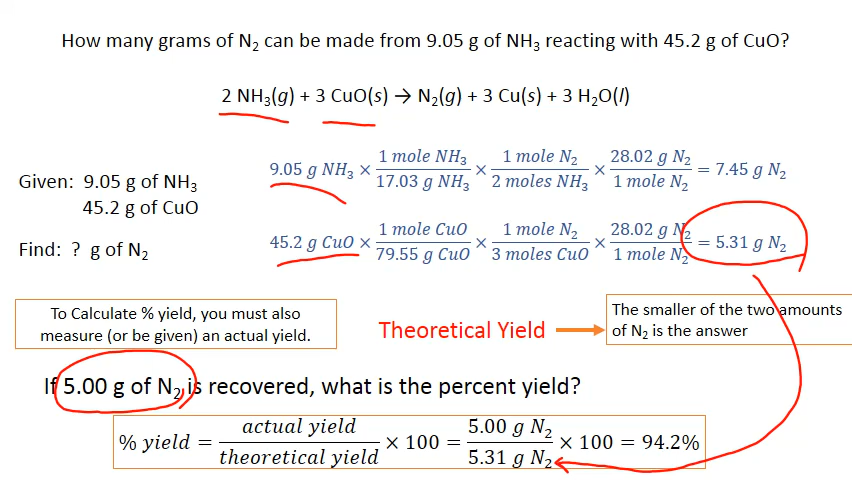 How many grams of N₂ can be made from 9.05 g of NH₃ reacting with 45.2 g of CuO?
2 NH₃(g) + 3 CuO(s) → N₂(g) + 3 Cu(s) + 3 H₂O(l)
Given: 9.05 g of NH₃
45.2 g of CuO
Find: ? g of N₂
9.05 g NH₃ × 1 mole NH₃/17.03 g NH₃ × 1 mole N₂/2 moles NH₃ × 28.02 g N₂/1 mole N₂ = 7.45 g N₂
45.2 g CuO × 1 mole CuO/79.55 g CuO × 1 mole N₂/3 moles CuO × 28.02 g N₂/1 mole N₂ = 5.31 g N₂
To Calculate % yield, you must also
measure (or be given) an actual yield.
Theoretical Yield
The smaller of the two amounts
of N₂ is the answer
If 5.00 g of N₂ is recovered, what is the percent yield?
% yield = actual yield/theoretical yield × 100 = 5.00 g N₂/5.31 g N₂ × 100 = 94.2%